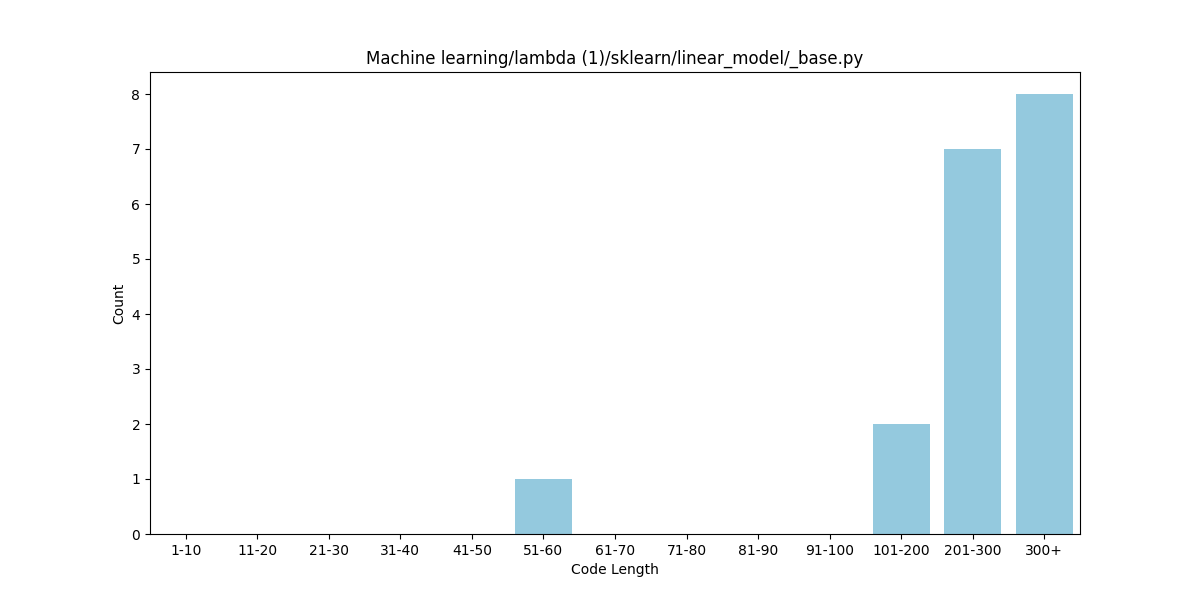 Machine learning/lambda (1)/sklearn/linear_model/_base.py
8
7
6
5
4
3
2
1
0
Count
1-10 11-20 21-30 31-40 41-50 51-60 61-70 71-80 81-90 91-100 101-200 201-300 300+
Code Length